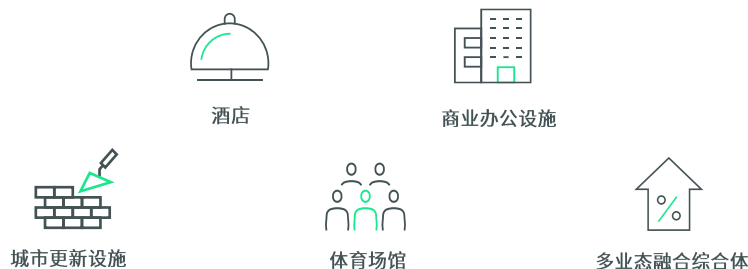 酒店
商业办公设施
城市更新设施
体育场馆
多业态融合综合体